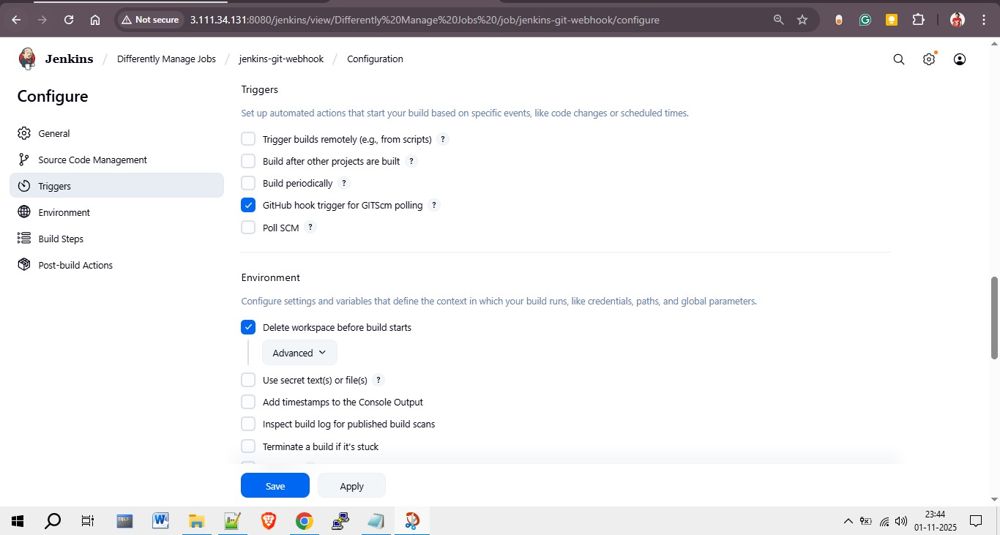 Not secure 3.111.34.131:8080/jenkins/view/Differently%20Manage%20Jobs%20/job/jenkins-git-webhook/configure
Jenkins / Differently Manage Jobs / jenkins-git-webhook / Configuration
Configure
General
Source Code Management
Triggers
Environment
Build Steps
Post-build Actions
Triggers
Set up automated actions that start your build based on specific events, like code changes or scheduled times.
Trigger builds remotely (e.g., from scripts) ?
Build after other projects are built ?
Build periodically ?
GitHub hook trigger for GITScm polling ?
Poll SCM ?
Environment
Configure settings and variables that define the context in which your build runs, like credentials, paths, and global parameters.
Delete workspace before build starts
Advanced
Use secret text(s) or file(s) ?
Add timestamps to the Console Output
Inspect build log for published build scans
Terminate a build if it's stuck
Save Apply
23:44
01-11-2025